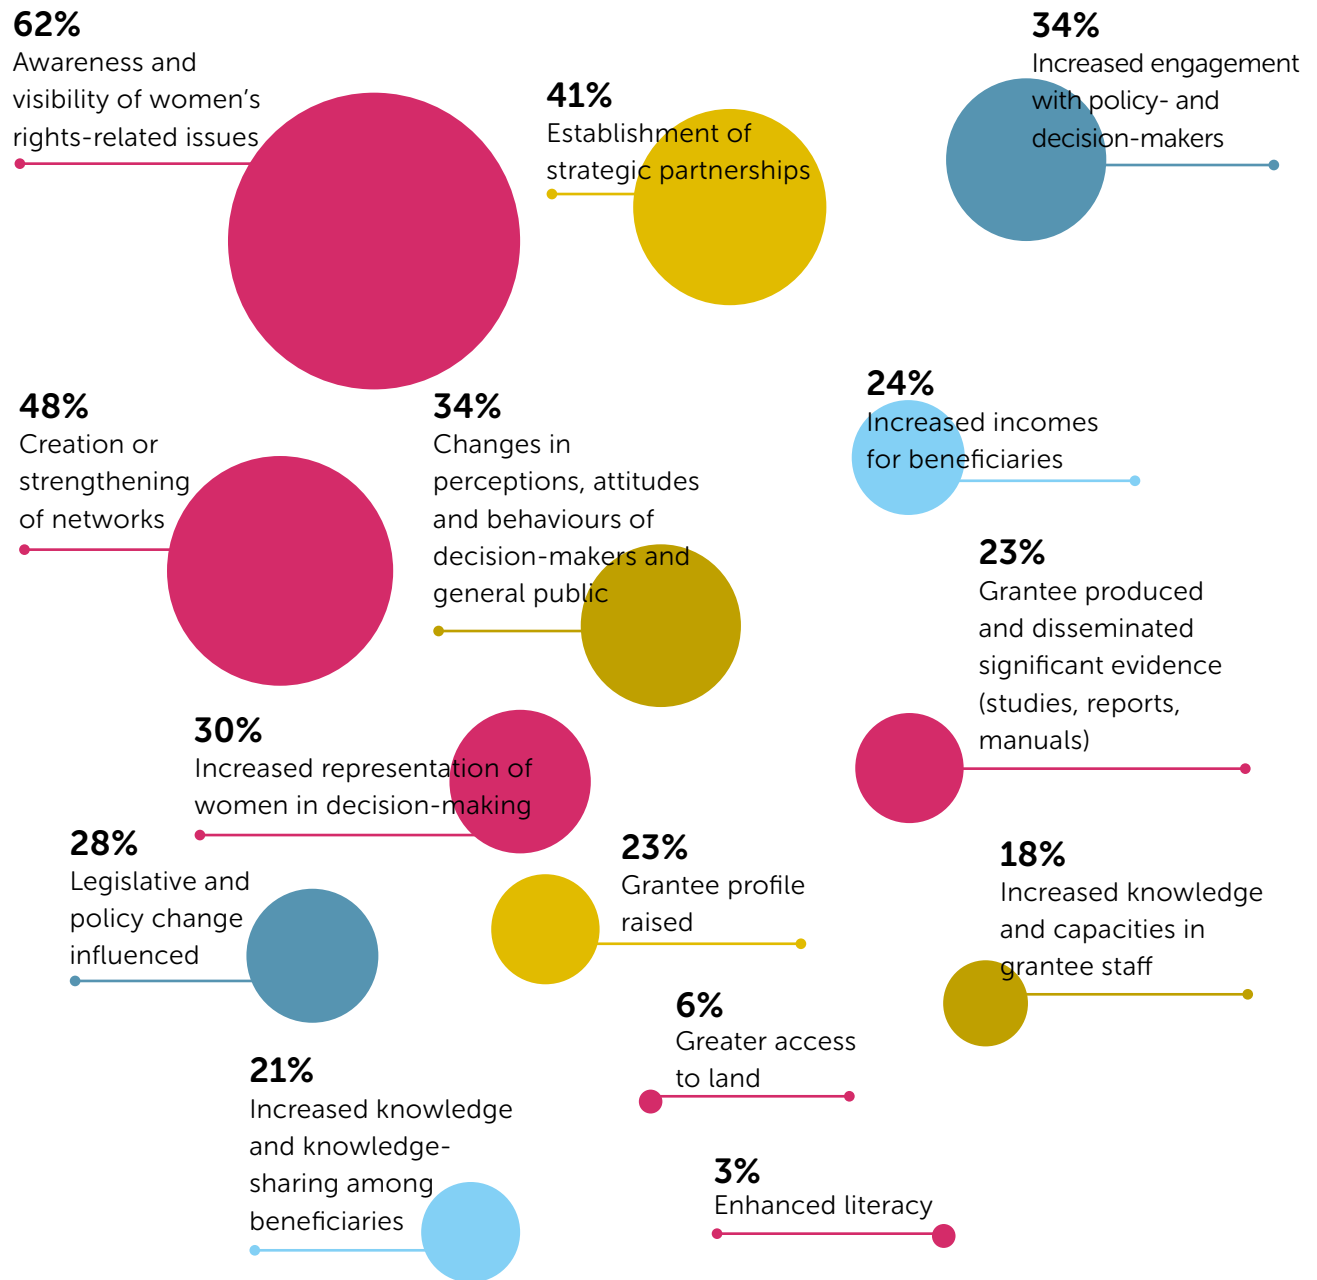 62%
Awareness and
visibility of women’s
rights-related issues
41%
Establishment of
strategic partnerships
34%
Increased engagement
with policy- and
decision-makers
48%
Creation or
strengthening
of networks
34%
Changes in
perceptions, attitudes
and behaviours of
decision-makers and
general public
24%
Increased incomes
for beneficiaries
23%
Grantee produced
and disseminated
significant evidence
(studies, reports,
manuals)
30%
Increased representation of
women in decision-making
28%
Legislative and
policy change
influenced
23%
Grantee profile
raised
18%
Increased knowledge
and capacities in
grantee staff
6%
Greater access
to land
21%
Increased knowledge
and knowledge-
sharing among
beneficiaries
3%
Enhanced literacy